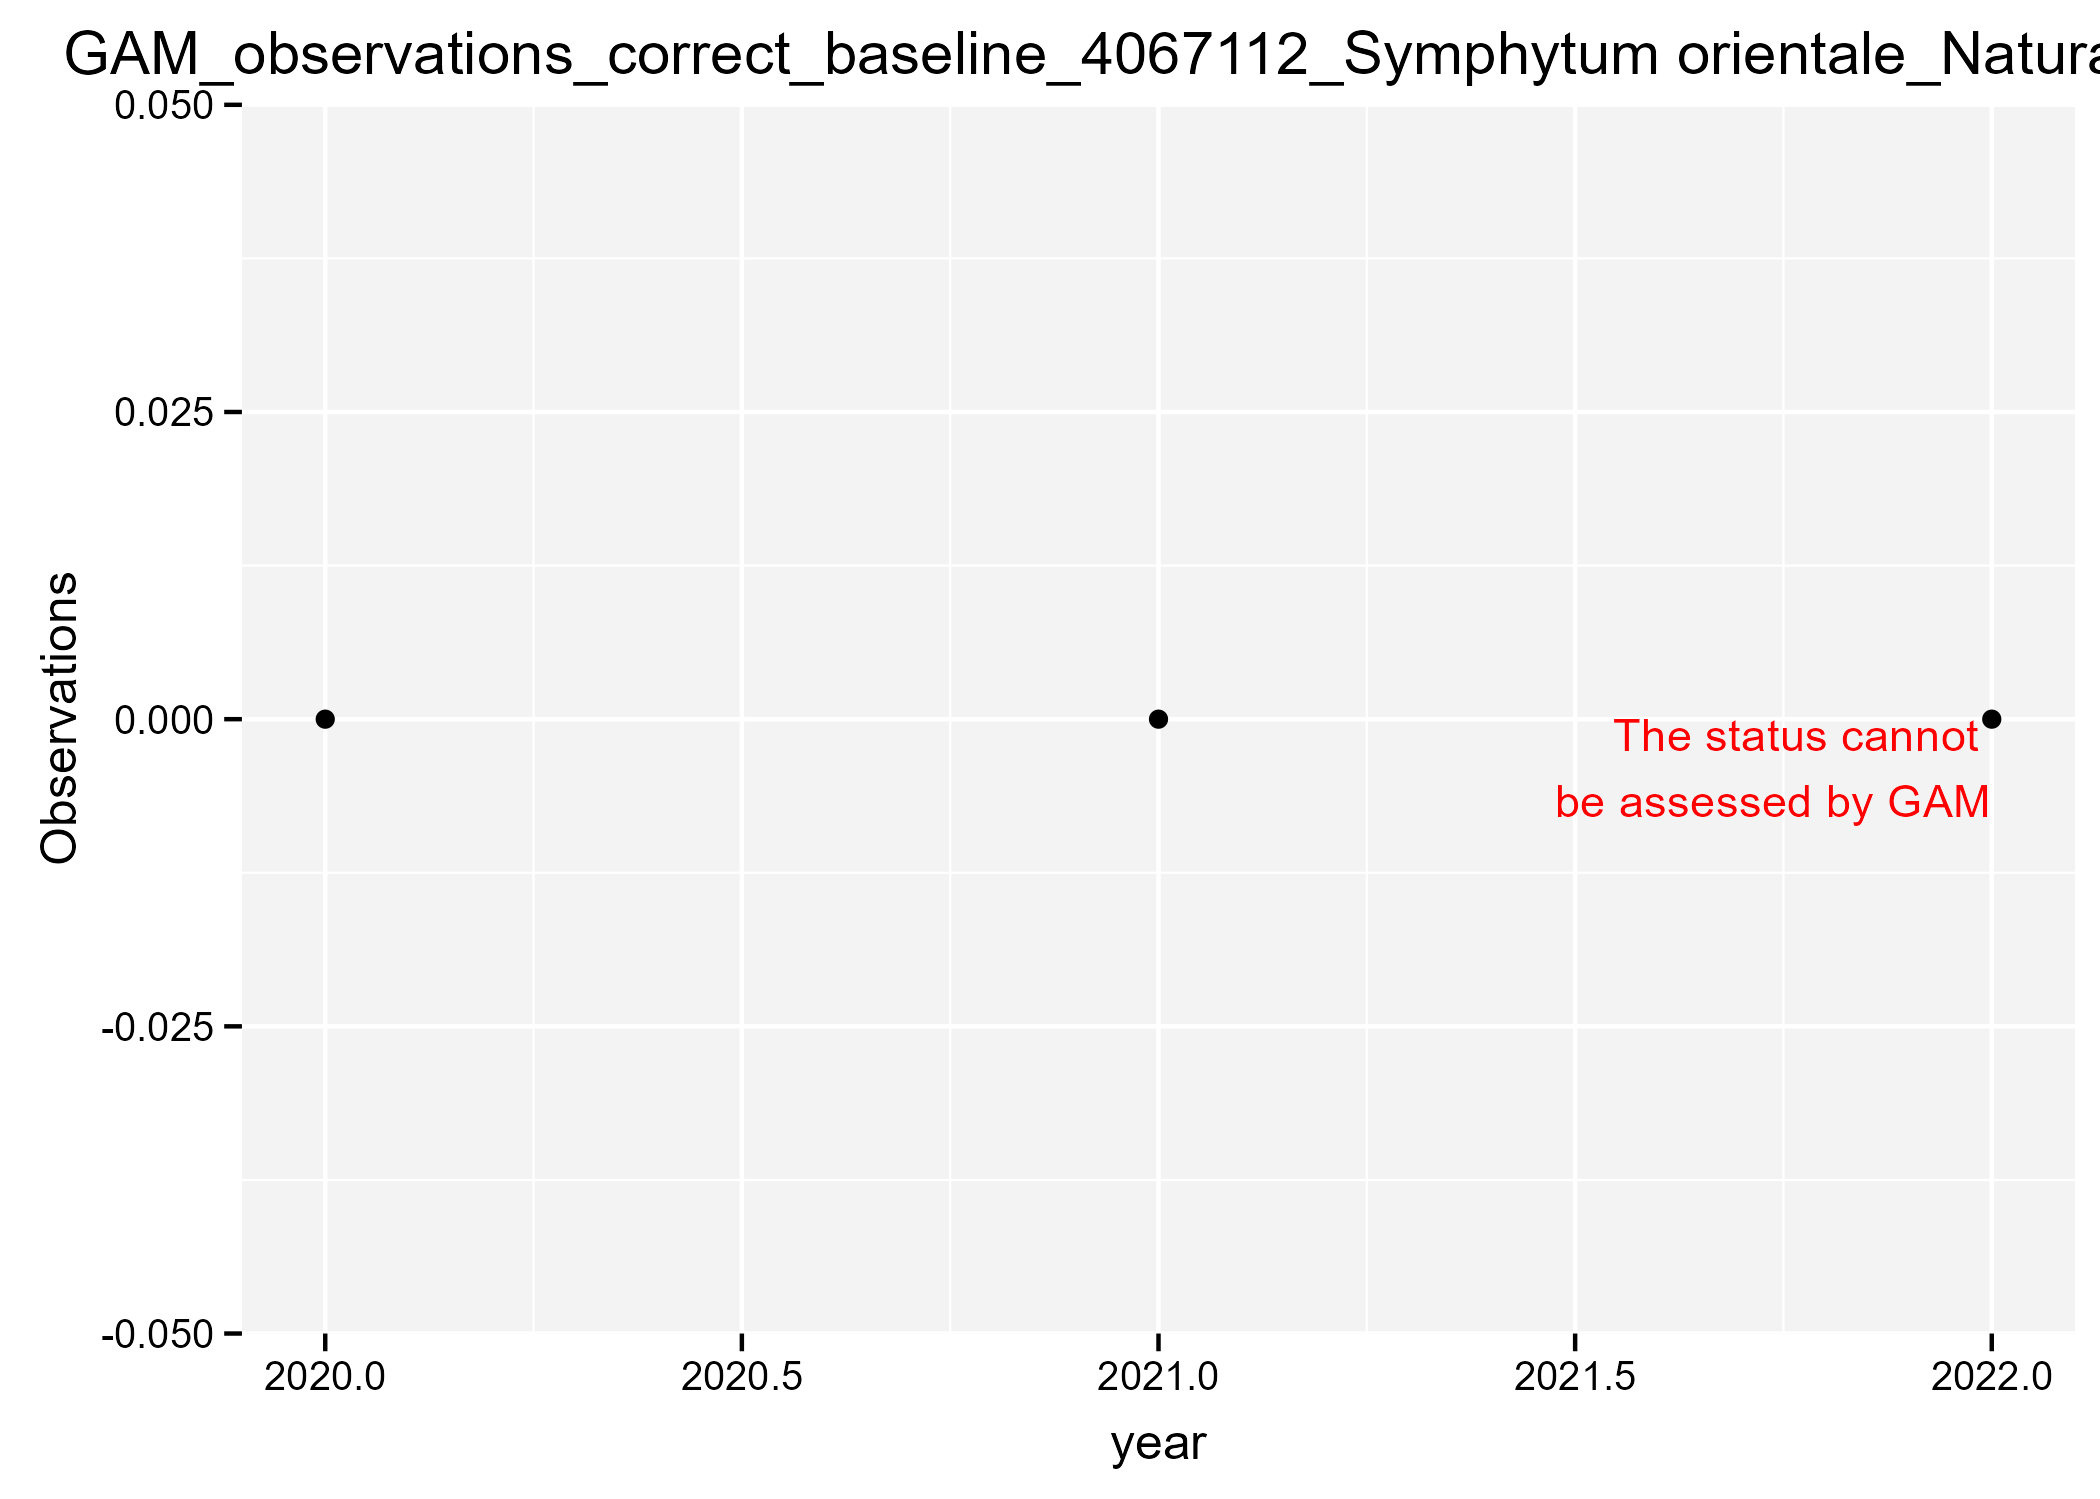 GAM_observations_correct_baseline_4067112_Symphytum orientale_Natura
0.050
0.025
0.000
-0.025
-0.050
Observations
The status cannot
be assessed by GAM
2020.0 2020.5 2021.0 2021.5 2022.0
year